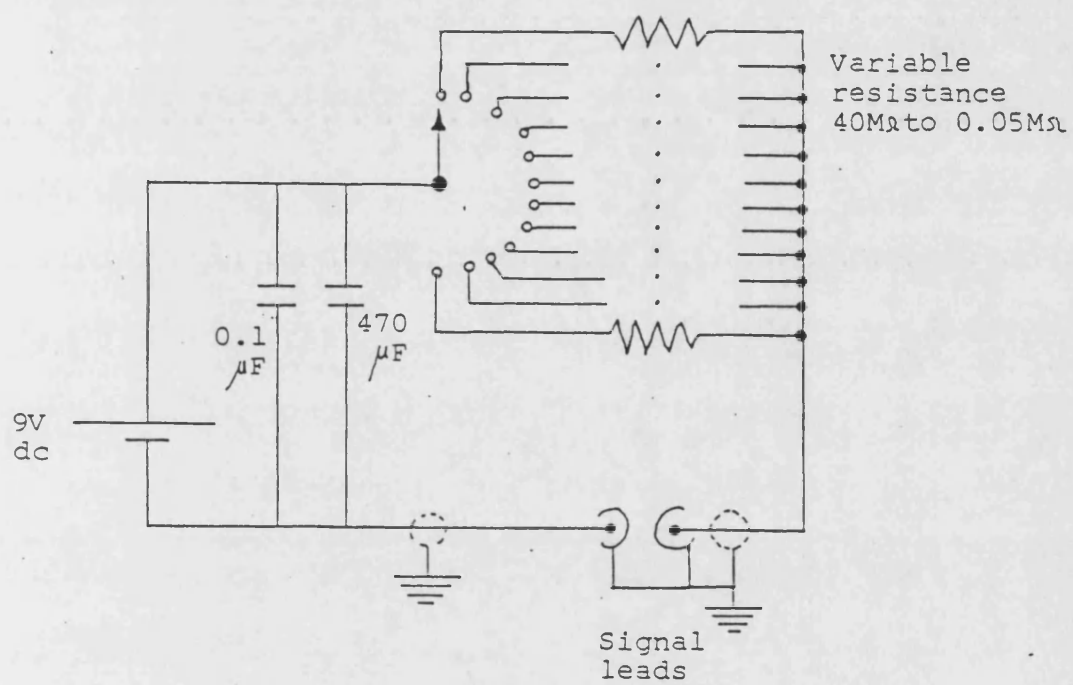 Variable
resistance
40MΩto 0.05MΩ
0.1
μF
470
μF
9V
dc
Signal
leads